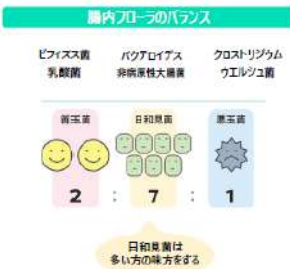 腸内フローラのバランス
ビフィズス菌
乳酸菌
バクテロイデス
非病原性大腸菌
クロストリジウム
ウエルシュ菌
善玉菌
日和見菌
悪玉菌
2 : 7 : 1
日和見菌は
多い方の味方をする